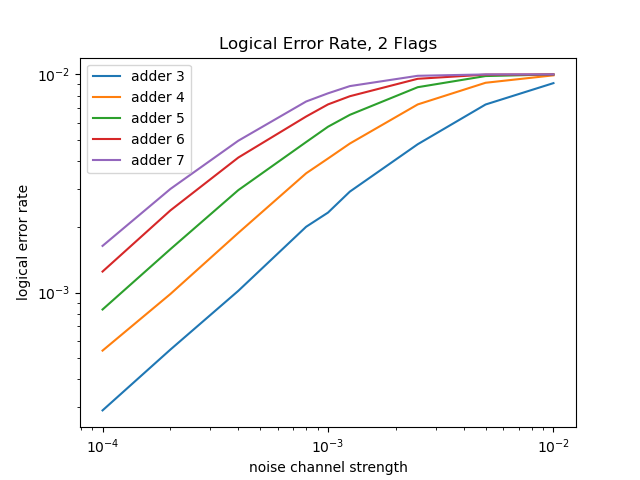 Logical Error Rate, 2 Flags
adder 3
adder 4
adder 5
adder 6
adder 7
logical error rate
10⁻²
10⁻³
10⁻⁴
10⁻³
10⁻²
noise channel strength